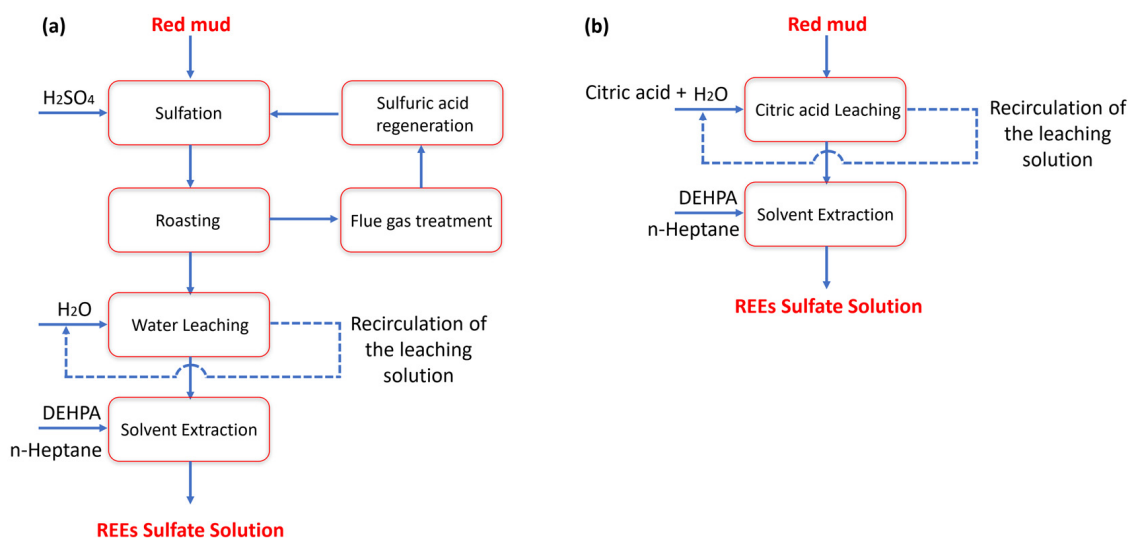 (a)
Red mud
H2SO4
Sulfation
Sulfuric acid
regeneration
Roasting
Flue gas treatment
H2O
Water Leaching
Recirculation of
the leaching
solution
DEHPA
n-Heptane
Solvent Extraction
REEs Sulfate Solution
(b)
Red mud
Citric acid + H2O
Citric acid Leaching
Recirculation of
the leaching
solution
DEHPA
n-Heptane
Solvent Extraction
REEs Sulfate Solution